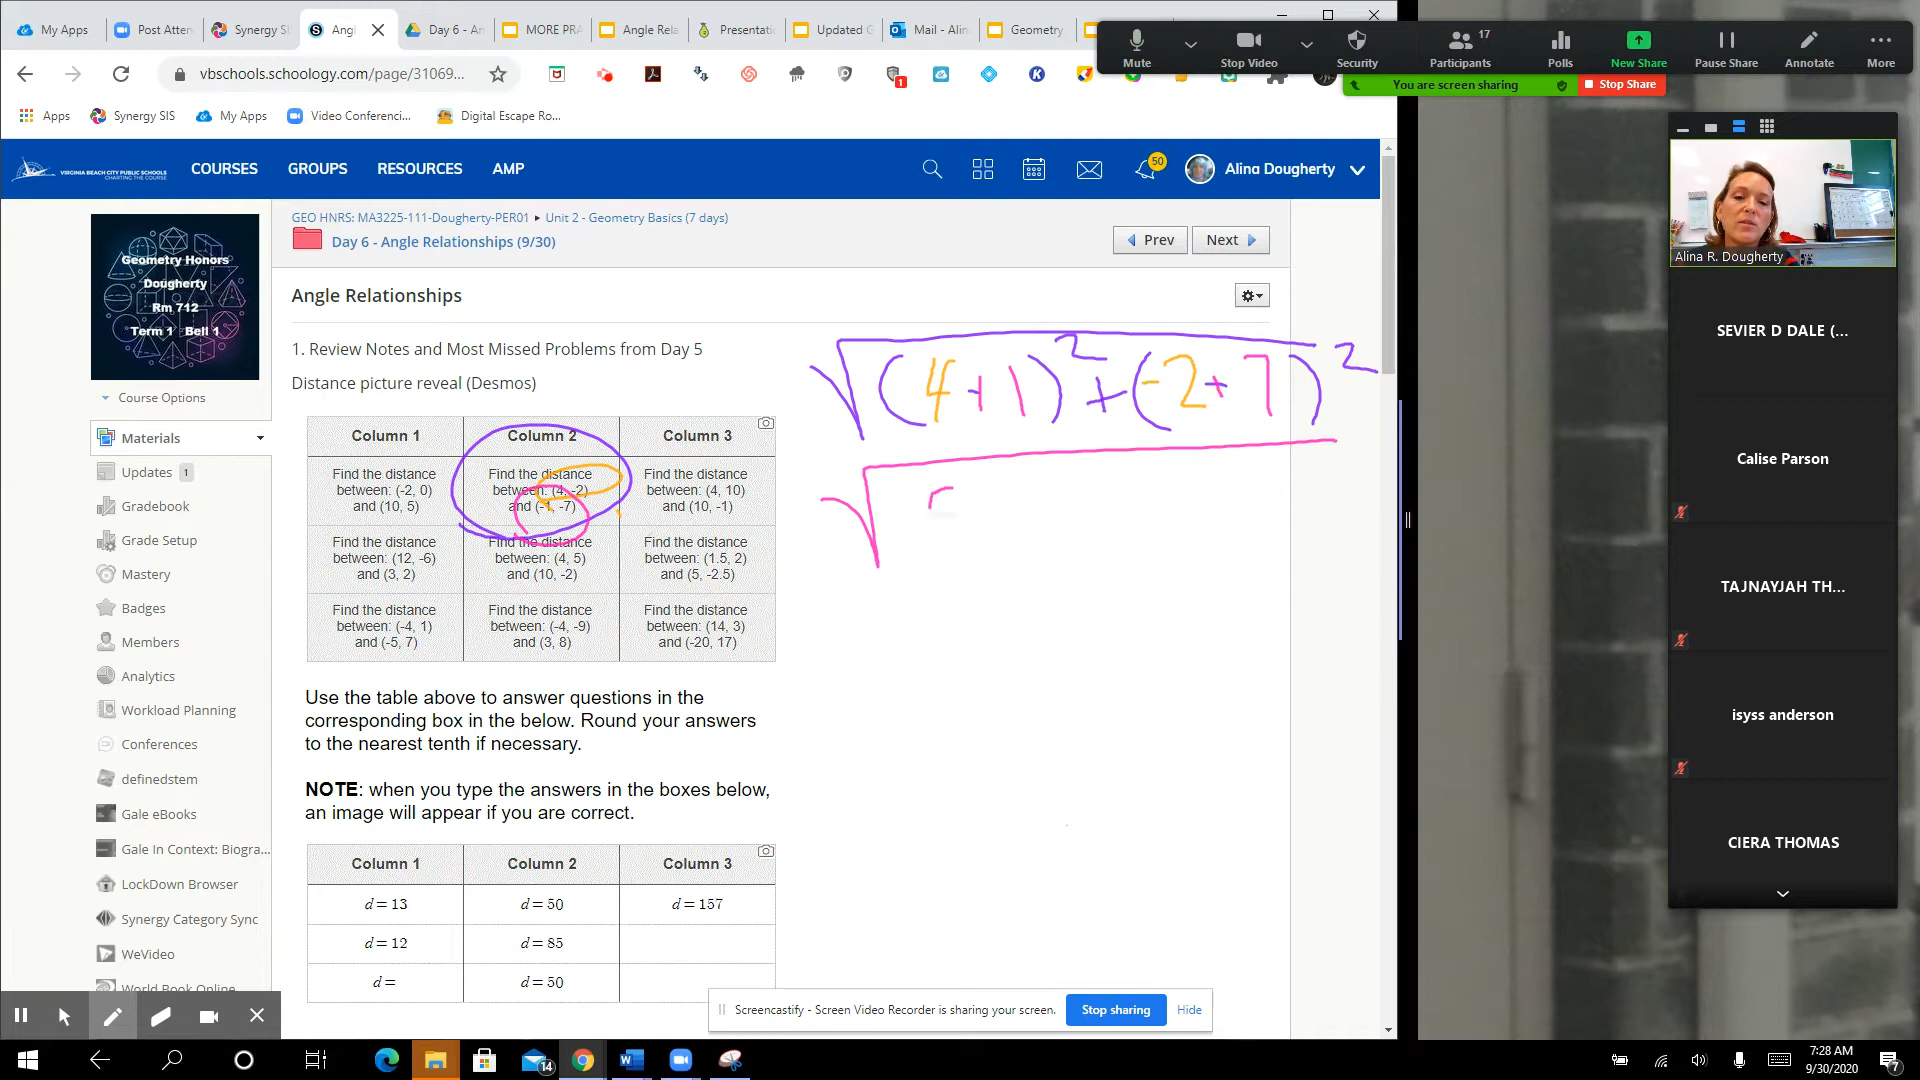 My Apps
Post Atten
Synergy SI
Angl
Day 6 - An
MORE PRA
Angle Rela
Presentati
Updated G
Mail - Alin
Geometry
vbschools.schoology.com/page/31069...
1
Mute
Stop Video
Security
Participants
17
Polls
New Share
Pause Share
Annotate
More
You are screen sharing
Stop Share
Apps
Synergy SIS
My Apps
Video Conferenci...
Digital Escape Ro...
VIRGINIA BEACH CITY PUBLIC SCHOOLS
CHARTING THE COURSE
COURSES
GROUPS
RESOURCES
AMP
50
Alina Dougherty
Geometry Honors
Dougherty
Rm 712
Term 1 Bell 1
Course Options
Materials
Updates 1
Gradebook
Grade Setup
Mastery
Badges
Members
Analytics
Workload Planning
Conferences
definedstem
Gale eBooks
Gale In Context: Biogra...
LockDown Browser
Synergy Category Sync
WeVideo
World Book Online
GEO HNRS: MA3225-111-Dougherty-PER01 ▸ Unit 2 - Geometry Basics (7 days)
Day 6 - Angle Relationships (9/30)
Prev
Next
Angle Relationships
1. Review Notes and Most Missed Problems from Day 5
Distance picture reveal (Desmos)
Column 1 Column 2 Column 3
Find the distance between: (-2, 0) and (10, 5)
Find the distance between: (4, -2) and (-1, -7)
Find the distance between: (4, 10) and (10, -1)
Find the distance between: (12, -6) and (3, 2)
Find the distance between: (4, 5) and (10, -2)
Find the distance between: (1.5, 2) and (5, -2.5)
Find the distance between: (-4, 1) and (-5, 7)
Find the distance between: (-4, -9) and (3, 8)
Find the distance between: (14, 3) and (-20, 17)
√(4+1)²+(-2+7)²
√
Use the table above to answer questions in the
corresponding box in the below. Round your answers
to the nearest tenth if necessary.
NOTE: when you type the answers in the boxes below,
an image will appear if you are correct.
Column 1 Column 2 Column 3
d = 13 d = 50 d = 157
d = 12 d = 85
d = d = 50
Screencastify - Screen Video Recorder is sharing your screen.
Stop sharing
Hide
Alina R. Dougherty
SEVIER D DALE (...
Calise Parson
TAJNAYJAH TH...
isyss anderson
CIERA THOMAS
14
7:28 AM
9/30/2020
7